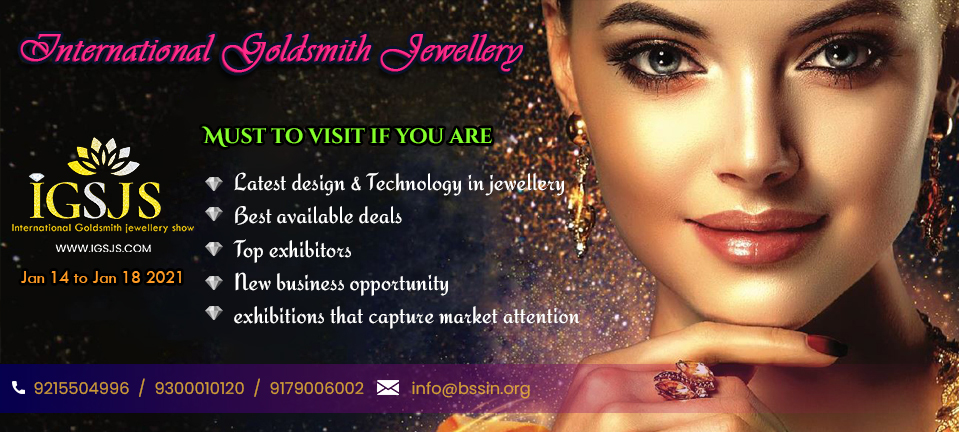 International Goldsmith Jewellery
MUST TO VISIT IF YOU ARE
IGSJS
International Goldsmith jewellery show
WWW.IGSJS.COM
Jan 14 to Jan 18 2021
Latest design & Technology in jewellery
Best available deals
Top exhibitors
New business opportunity
exhibitions that capture market attention
9215504996 / 9300010120 / 9179006002 info@bssin.org